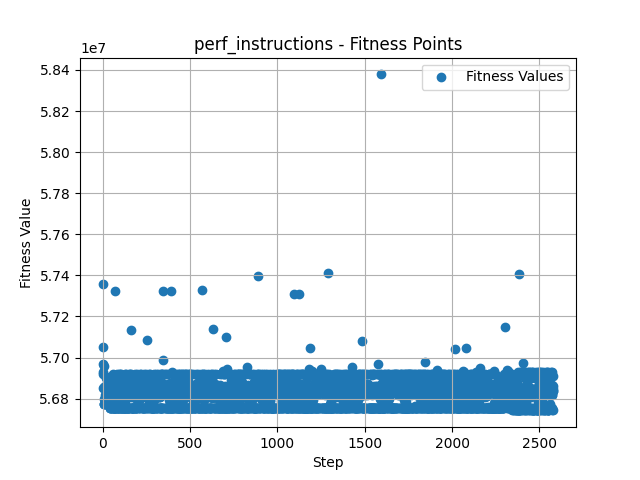 perf_instructions - Fitness Points
1e7
Fitness Values
5.84
5.82
5.80
5.78
5.76
5.74
5.72
5.70
5.68
Fitness Value
0 500 1000 1500 2000 2500
Step